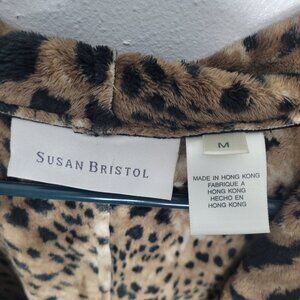 SUSAN BRISTOL
M
MADE IN HONG KONG
FABRIQUE A
HONG KONG
HECHO EN
HONG KONG